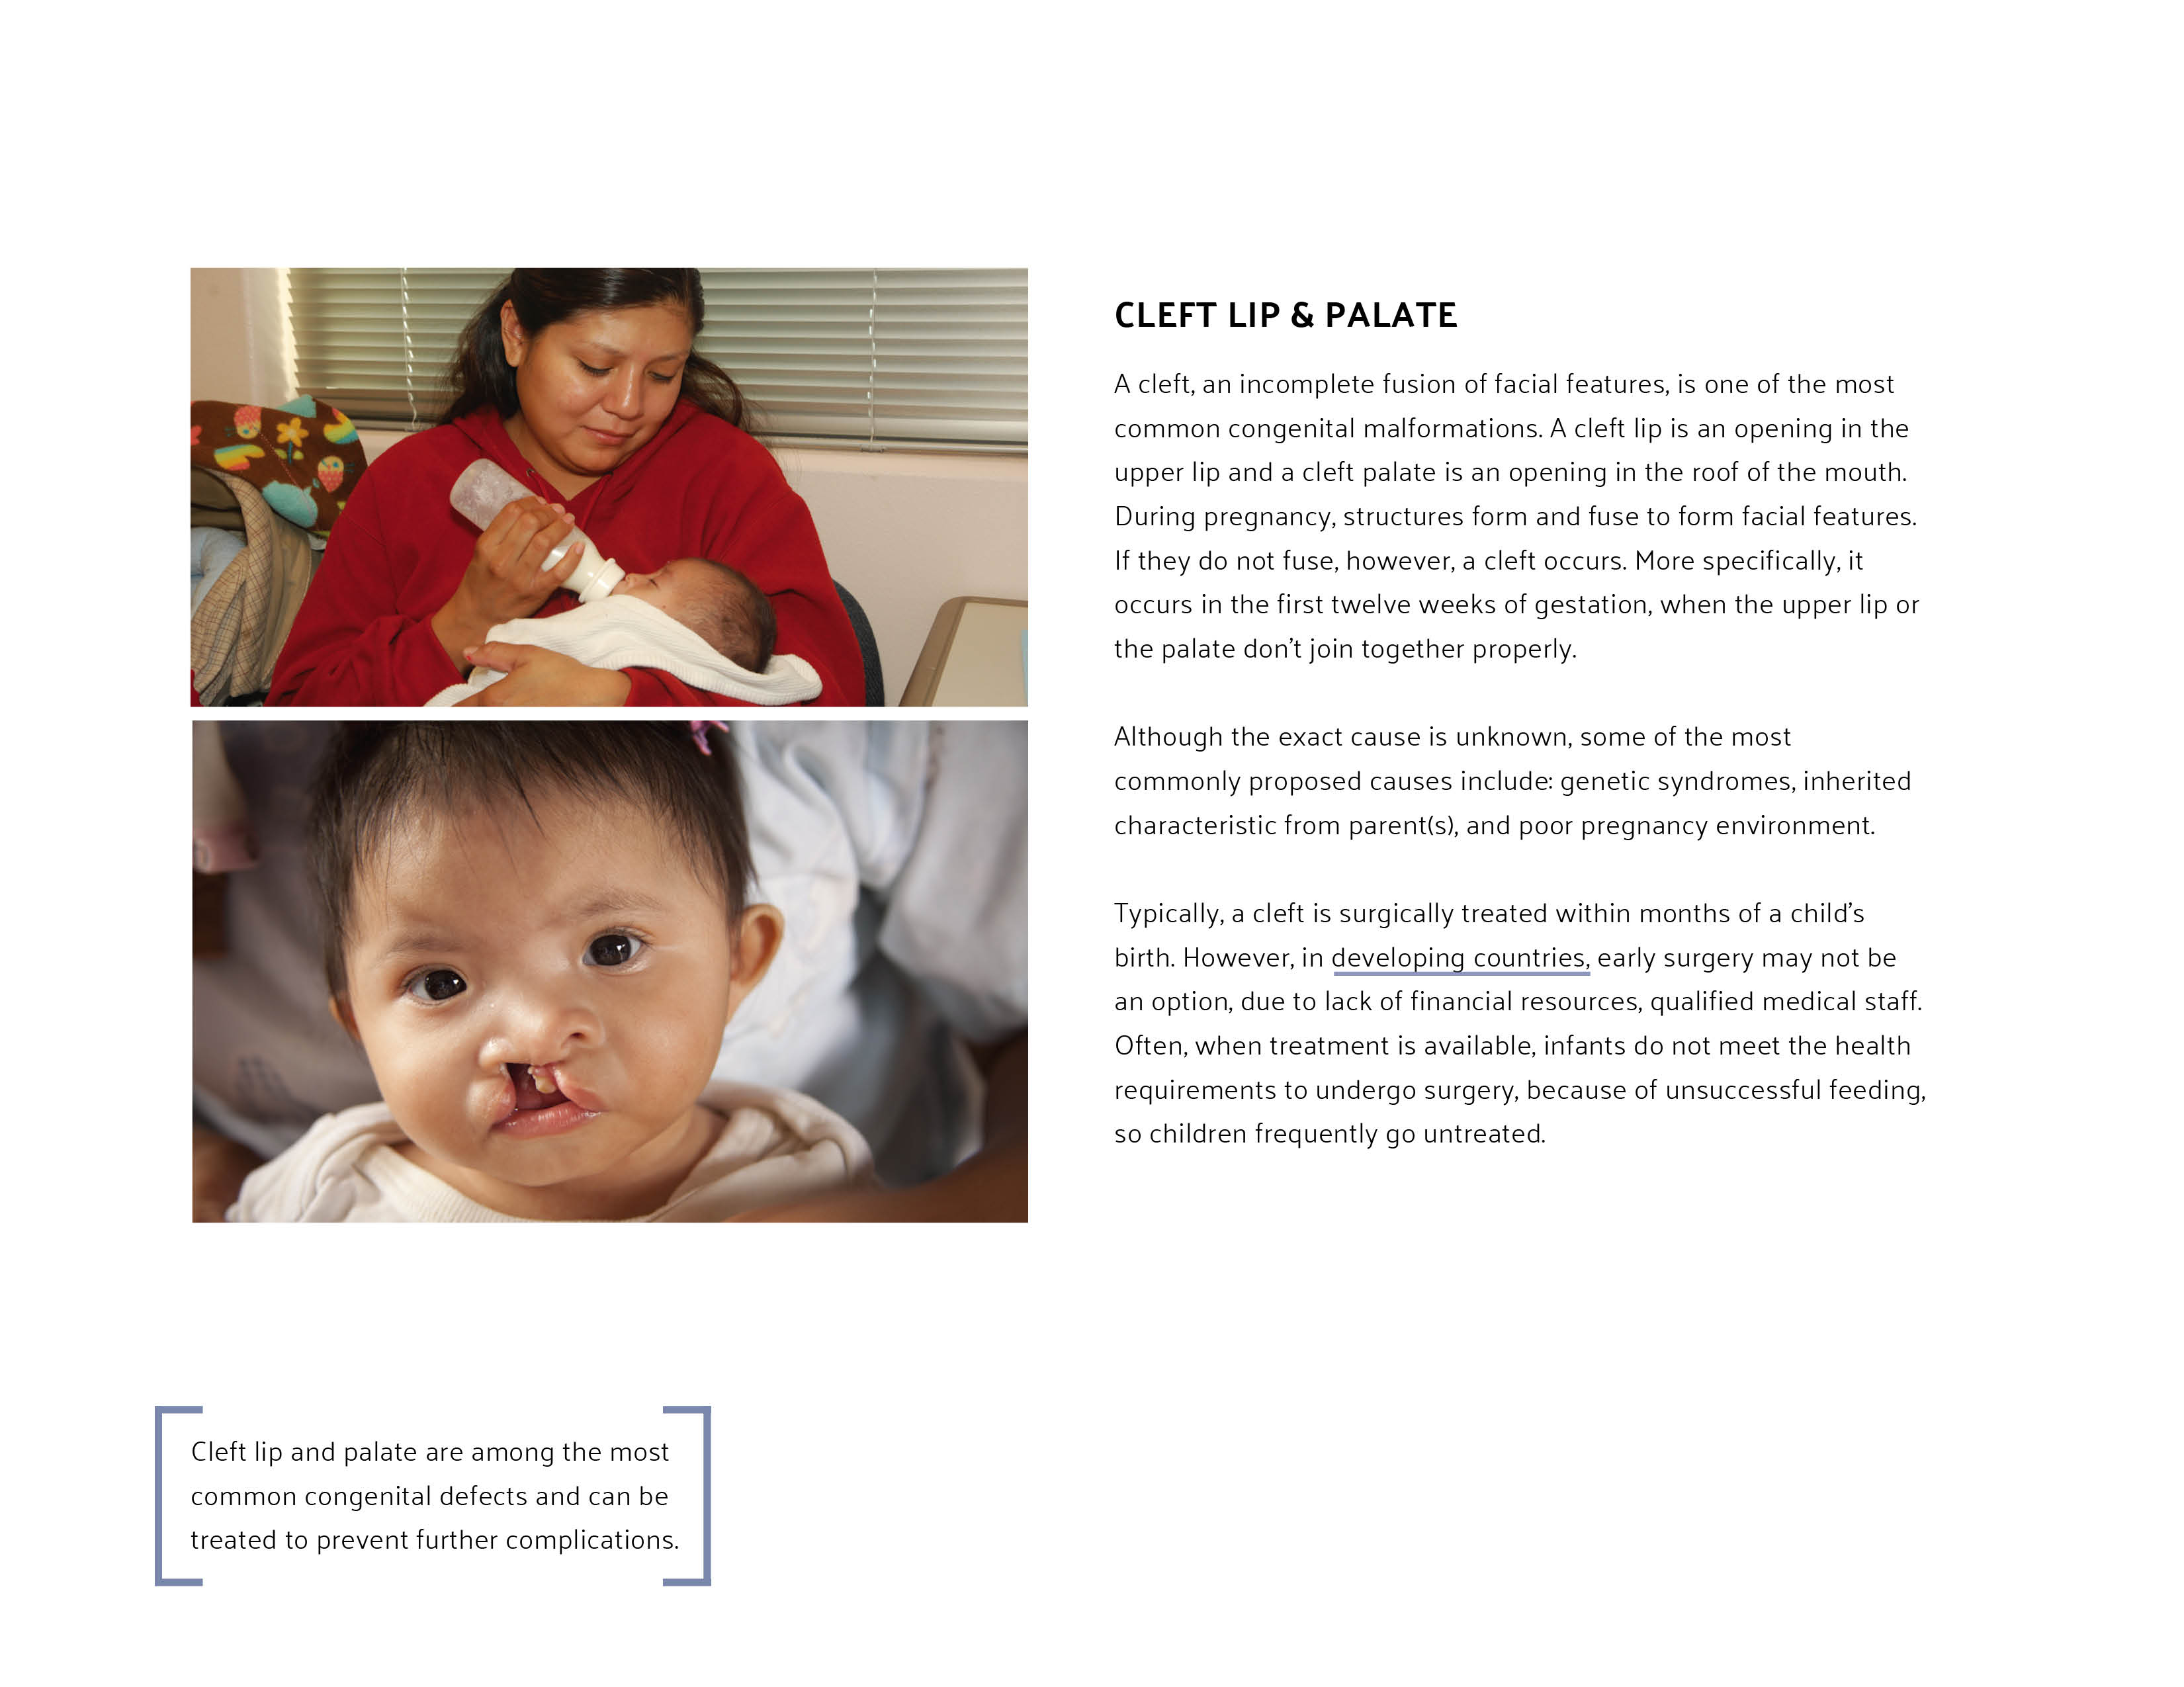 CLEFT LIP & PALATE
A cleft, an incomplete fusion of facial features, is one of the most
common congenital malformations. A cleft lip is an opening in the
upper lip and a cleft palate is an opening in the roof of the mouth.
During pregnancy, structures form and fuse to form facial features.
If they do not fuse, however, a cleft occurs. More specifically, it
occurs in the first twelve weeks of gestation, when the upper lip or
the palate don't join together properly.
Although the exact cause is unknown, some of the most
commonly proposed causes include: genetic syndromes, inherited
characteristic from parent(s), and poor pregnancy environment.
Typically, a cleft is surgically treated within months of a child's
birth. However, in developing countries, early surgery may not be
an option, due to lack of financial resources, qualified medical staff.
Often, when treatment is available, infants do not meet the health
requirements to undergo surgery, because of unsuccessful feeding,
so children frequently go untreated.
Cleft lip and palate are among the most
common congenital defects and can be
treated to prevent further complications.